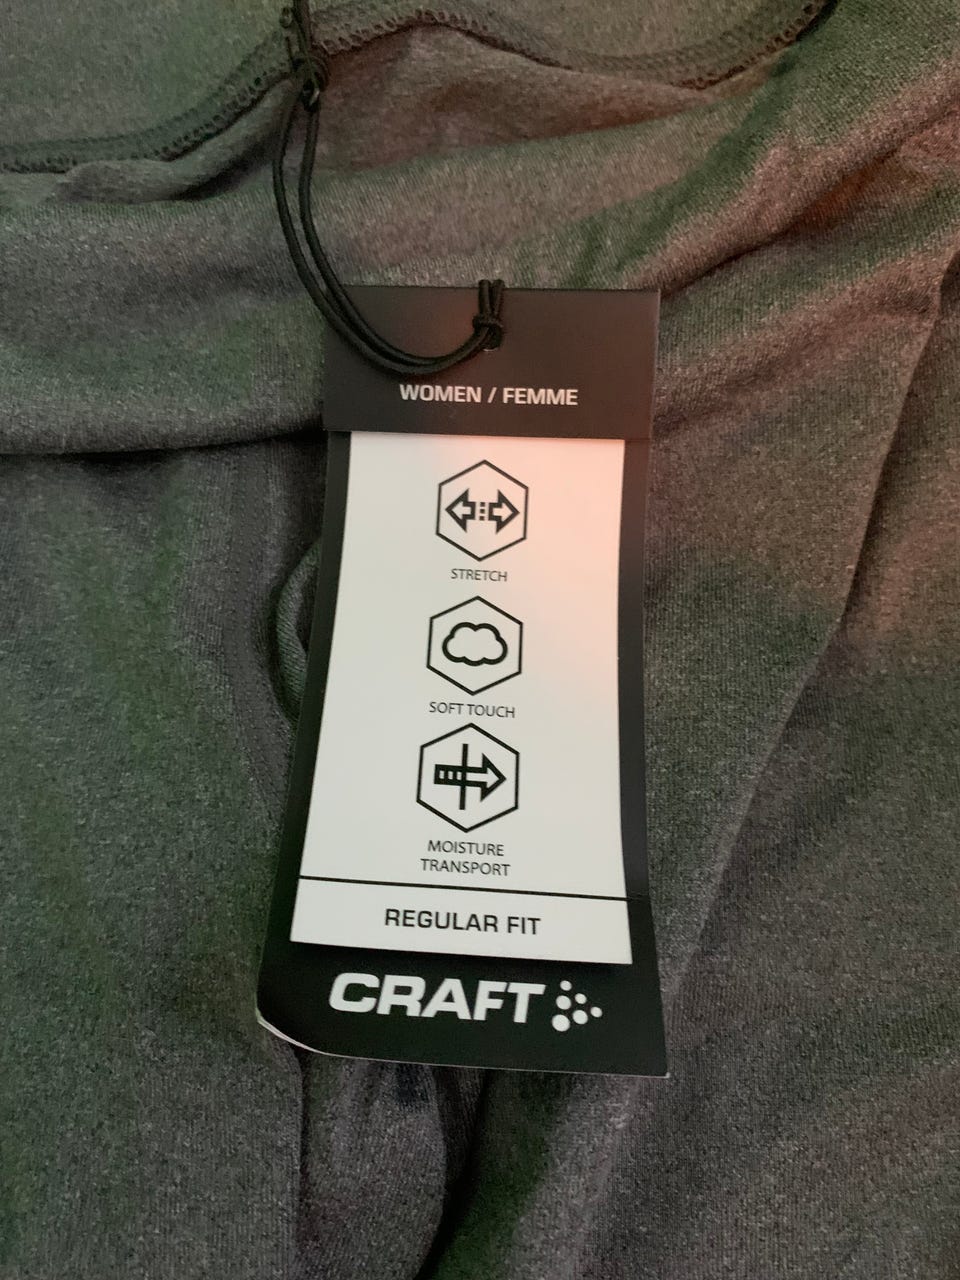 WOMEN / FEMME
STRETCH
SOFT TOUCH
MOISTURE
TRANSPORT
REGULAR FIT
CRAFT